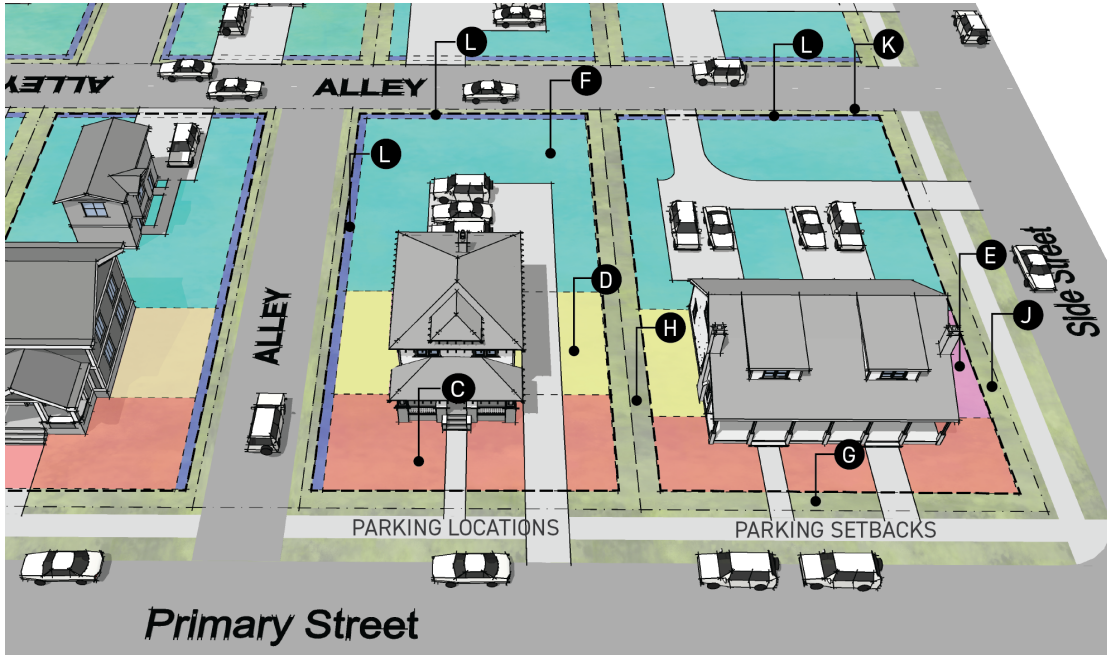 L
L
K
ALLEY
ALLEY
F
L
D
E
H
J
Side Street
ALLEY
C
G
PARKING LOCATIONS
PARKING SETBACKS
Primary Street